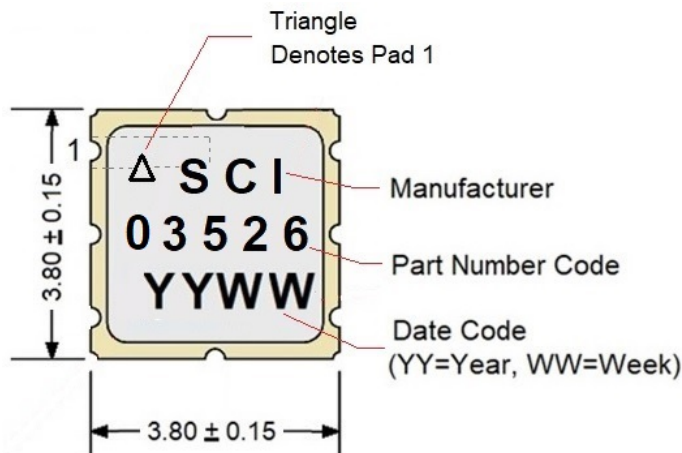 Triangle
Denotes Pad 1
1
Δ S C I
Manufacturer
0 3 5 2 6
Part Number Code
Y Y W W
Date Code
(YY=Year, WW=Week)
3.80 ± 0.15
3.80 ± 0.15